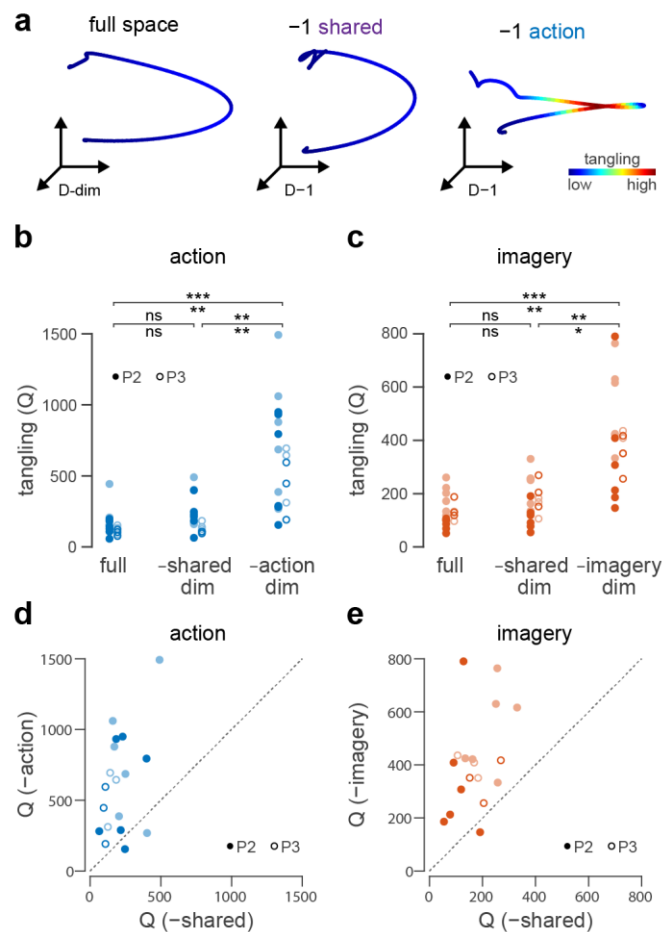 a
full space
−1 shared
−1 action
D-dim
D−1
D−1
tangling
low high
b
action
c
imagery
***
ns ** **
ns **
***
ns ** **
ns *
tangling (Q)
1500
1000
500
0
P2 P3
full
-shared dim
-action dim
tangling (Q)
800
600
400
200
0
P2 P3
full
-shared dim
-imagery dim
d
action
e
imagery
Q (−action)
1500
1000
500
0
P2 P3
0 500 1000 1500
Q (−shared)
Q (−imagery)
800
600
400
200
0
P2 P3
0 200 400 600 800
Q (−shared)